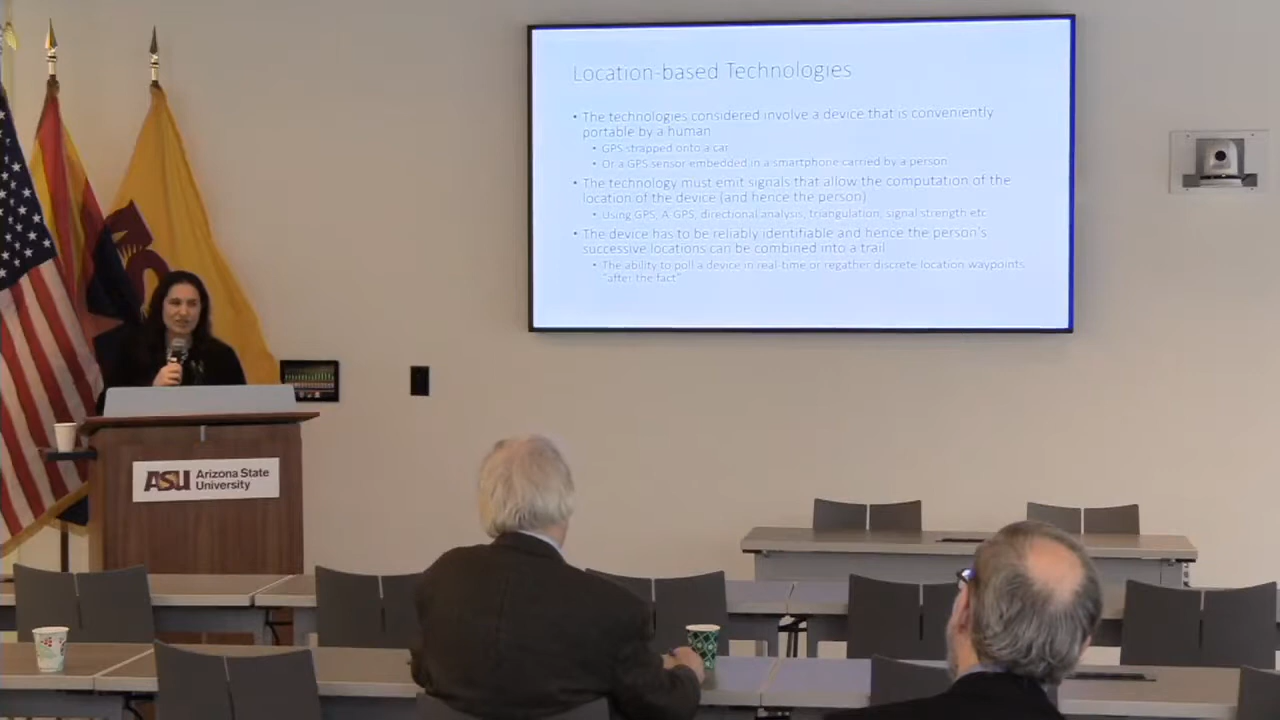 Location-based Technologies
• The technologies considered involve a device that is conveniently
portable by a human
• GPS strapped onto a car
• Or a GPS sensor embedded in a smartphone carried by a person
• The technology must emit signals that allow the computation of the
location of the device (and hence the person)
• Using GPS, A GPS, directional analysis, triangulation, signal strength etc
• The device has to be reliably identifiable and hence the person's
successive locations can be combined into a trail
• The ability to poll a device in real-time or regather discrete location waypoints
"after the fact"
ASU Arizona State
University